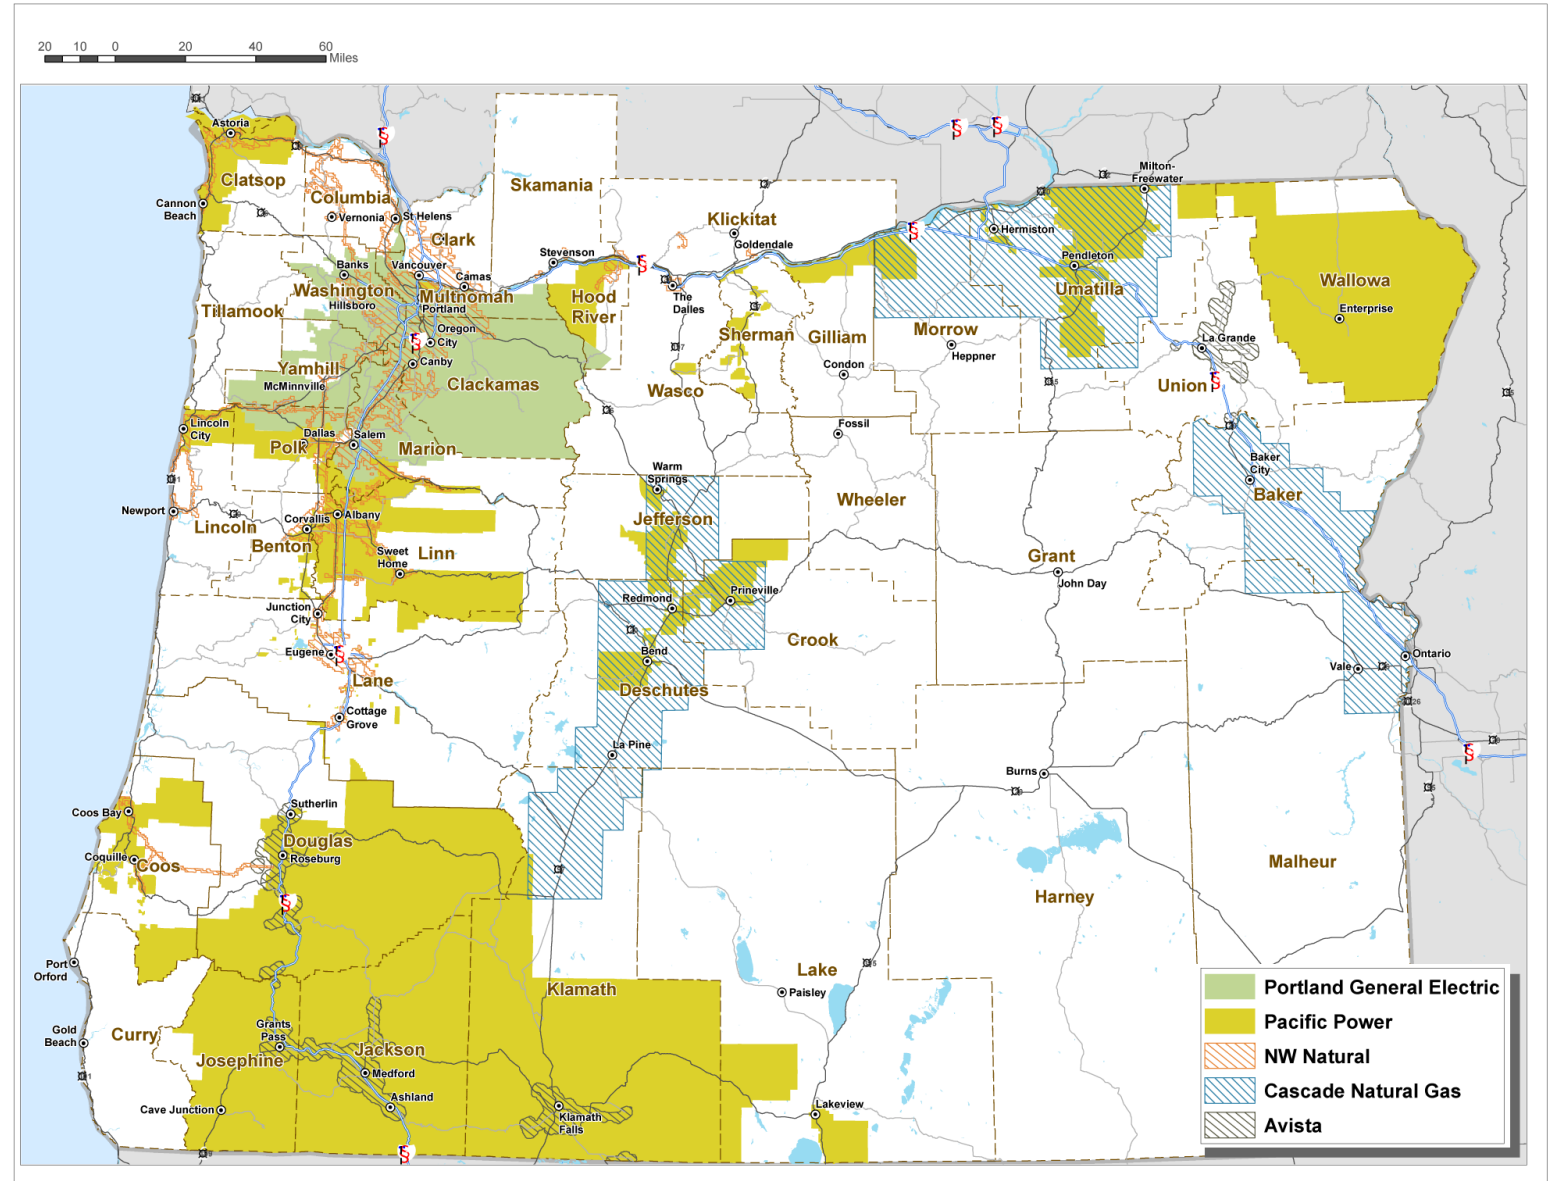 20 10 0 20 40 60
Miles
Astoria
Clatsop
Cannon
Beach
Columbia
Vernonia
St Helens
Skamania
Clark
Klickitat
Goldendale
Stevenson
Milton-
Freewater
Hermiston
Pendleton
Umatilla
Wallowa
Enterprise
Banks
Vancouver
Camas
Washington
Multnomah
Hillsboro
Portland
Tillamook
Hood
River
The
Dalles
Oregon
City
Canby
Sherman
Gilliam
Morrow
Heppner
La Grande
Union
Yamhill
McMinnville
Clackamas
Condon
Wasco
Lincoln
City
Dallas
Salem
Polk
Marion
Fossil
Warm
Springs
Baker
City
Baker
Newport
Lincoln
Corvallis
Albany
Benton
Sweet
Home
Linn
Jefferson
Wheeler
Grant
John Day
Junction
City
Redmond
Prineville
Crook
Eugene
Lane
Bend
Deschutes
Ontario
Vale
Cottage
Grove
La Pine
Burns
Coos Bay
Sutherlin
Douglas
Roseburg
Coquille
Coos
Malheur
Harney
Port
Orford
Klamath
Lake
Paisley
Gold
Beach
Curry
Grants
Pass
Josephine
Jackson
Medford
Ashland
Cave Junction
Klamath
Falls
Lakeview
Portland General Electric
Pacific Power
NW Natural
Cascade Natural Gas
Avista